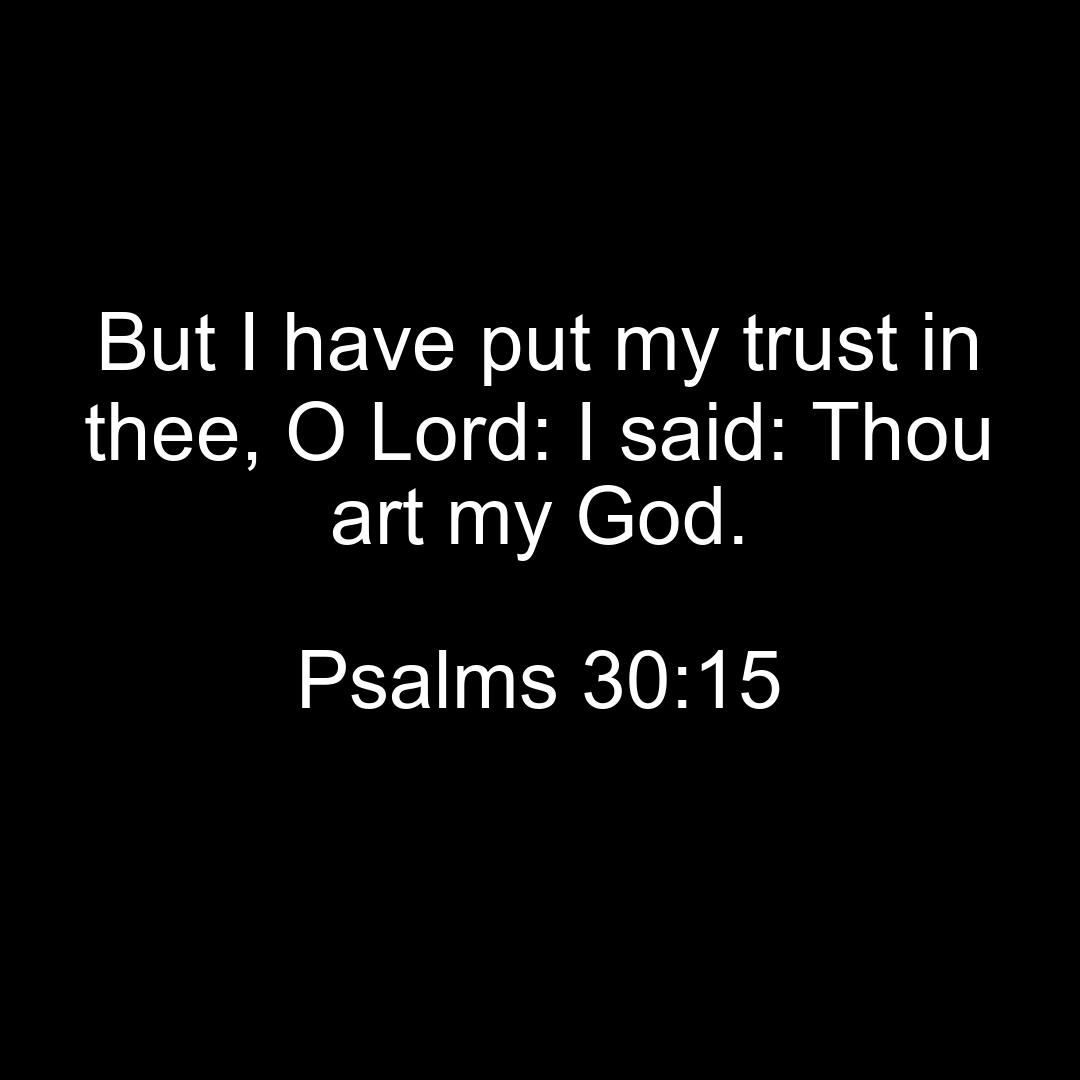 But I have put my trust in
thee, O Lord: I said: Thou
art my God.
Psalms 30:15